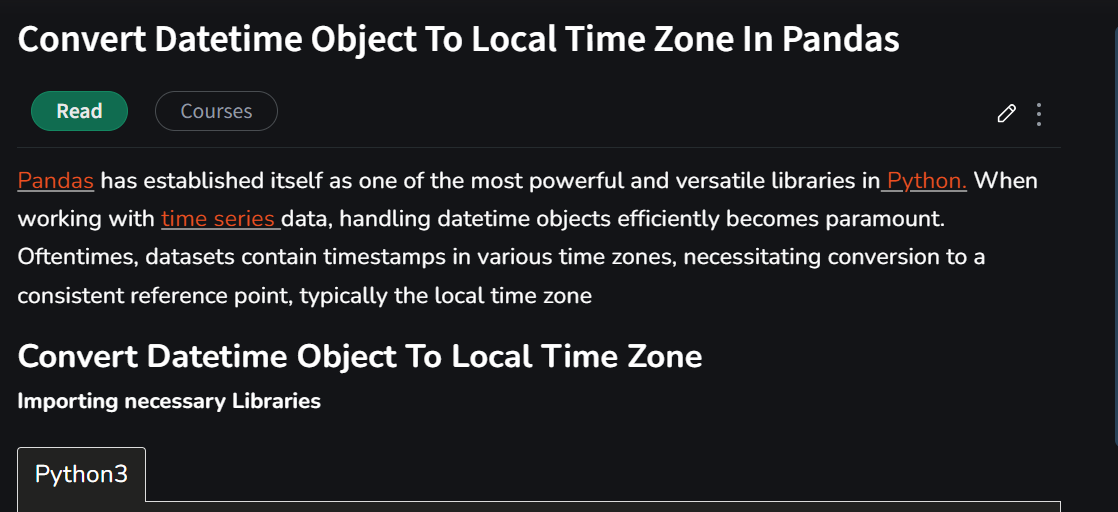 Convert Datetime Object To Local Time Zone In Pandas
Read Courses
Pandas has established itself as one of the most powerful and versatile libraries in Python. When
working with time series data, handling datetime objects efficiently becomes paramount.
Oftentimes, datasets contain timestamps in various time zones, necessitating conversion to a
consistent reference point, typically the local time zone
Convert Datetime Object To Local Time Zone
Importing necessary Libraries
Python3